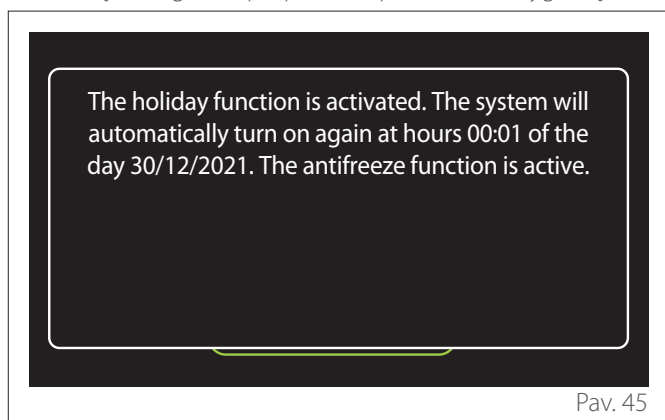 The holiday function is activated. The system will
automatically turn on again at hours 00:01 of the
day 30/12/2021. The antifreeze function is active.
Pav. 45